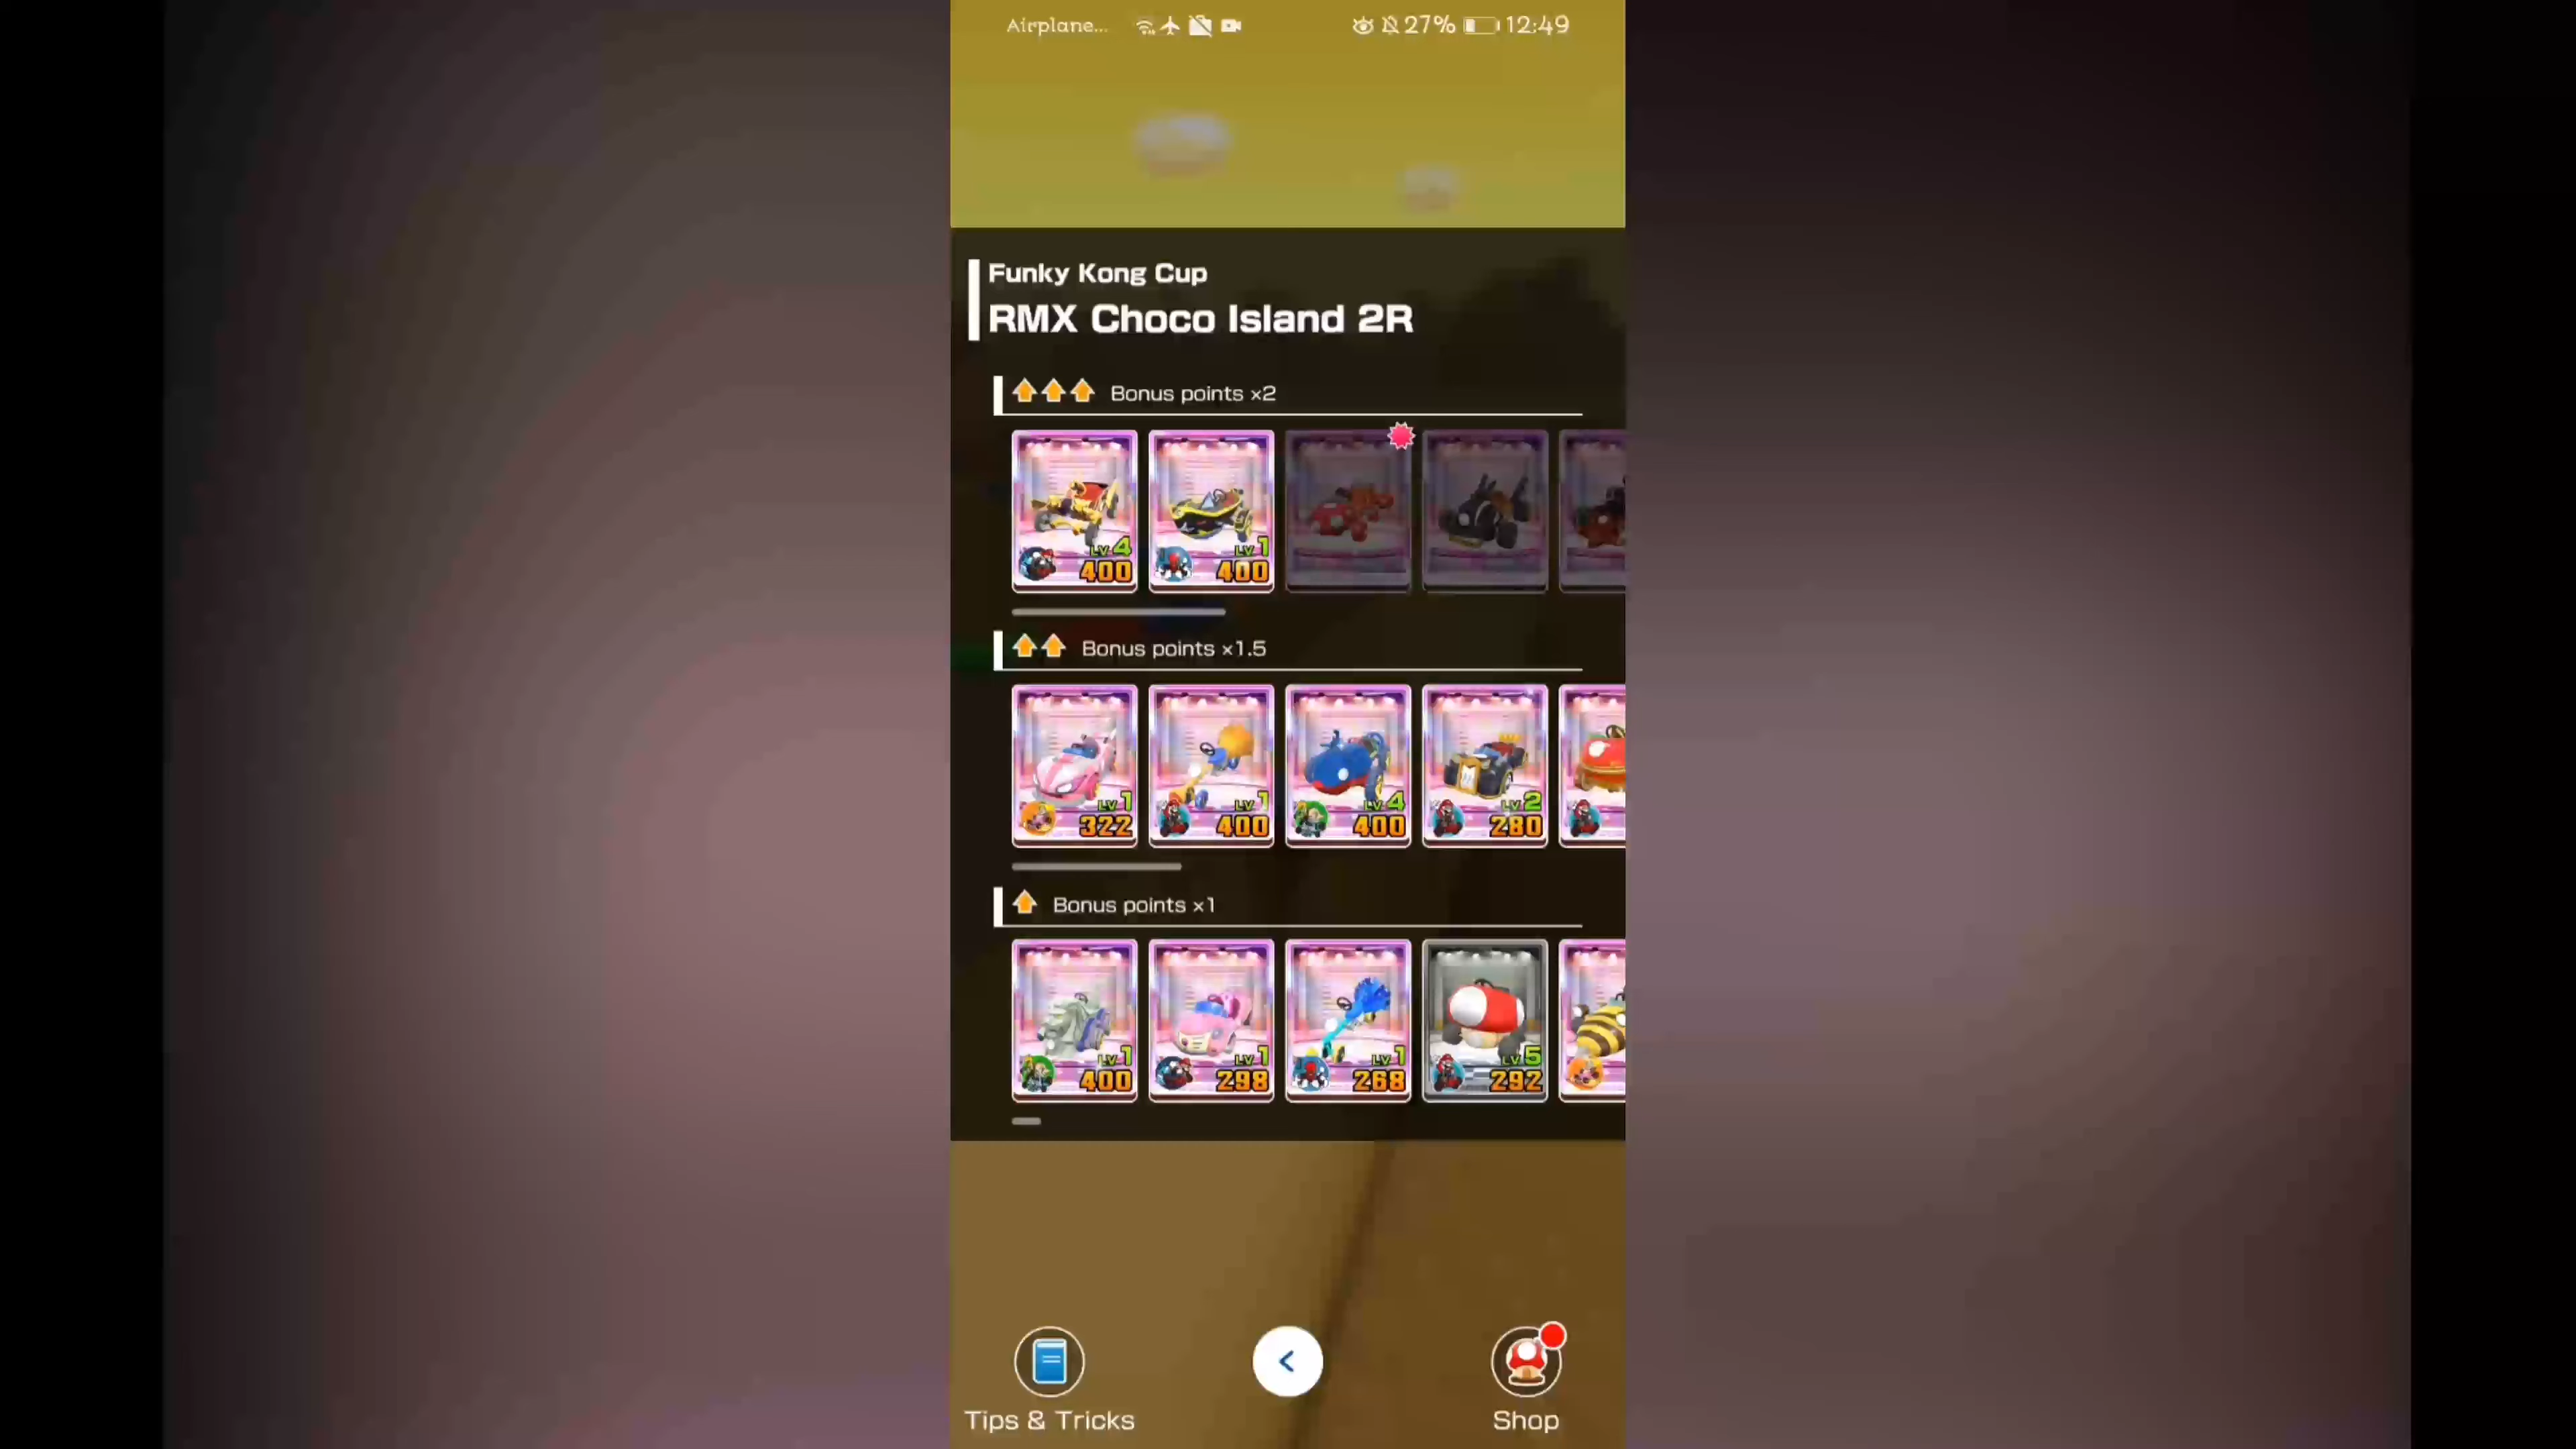 Airplane... 27% 12:49
Funky Kong Cup
RMX Choco Island 2R
Bonus points ×2
LV 4 400 LV 1 400
Bonus points ×1.5
LV 1 322 LV 1 400 LV 4 400 LV 2 280
Bonus points ×1
LV 1 400 LV 1 298 LV 1 268 LV 5 292
Tips & Tricks < Shop